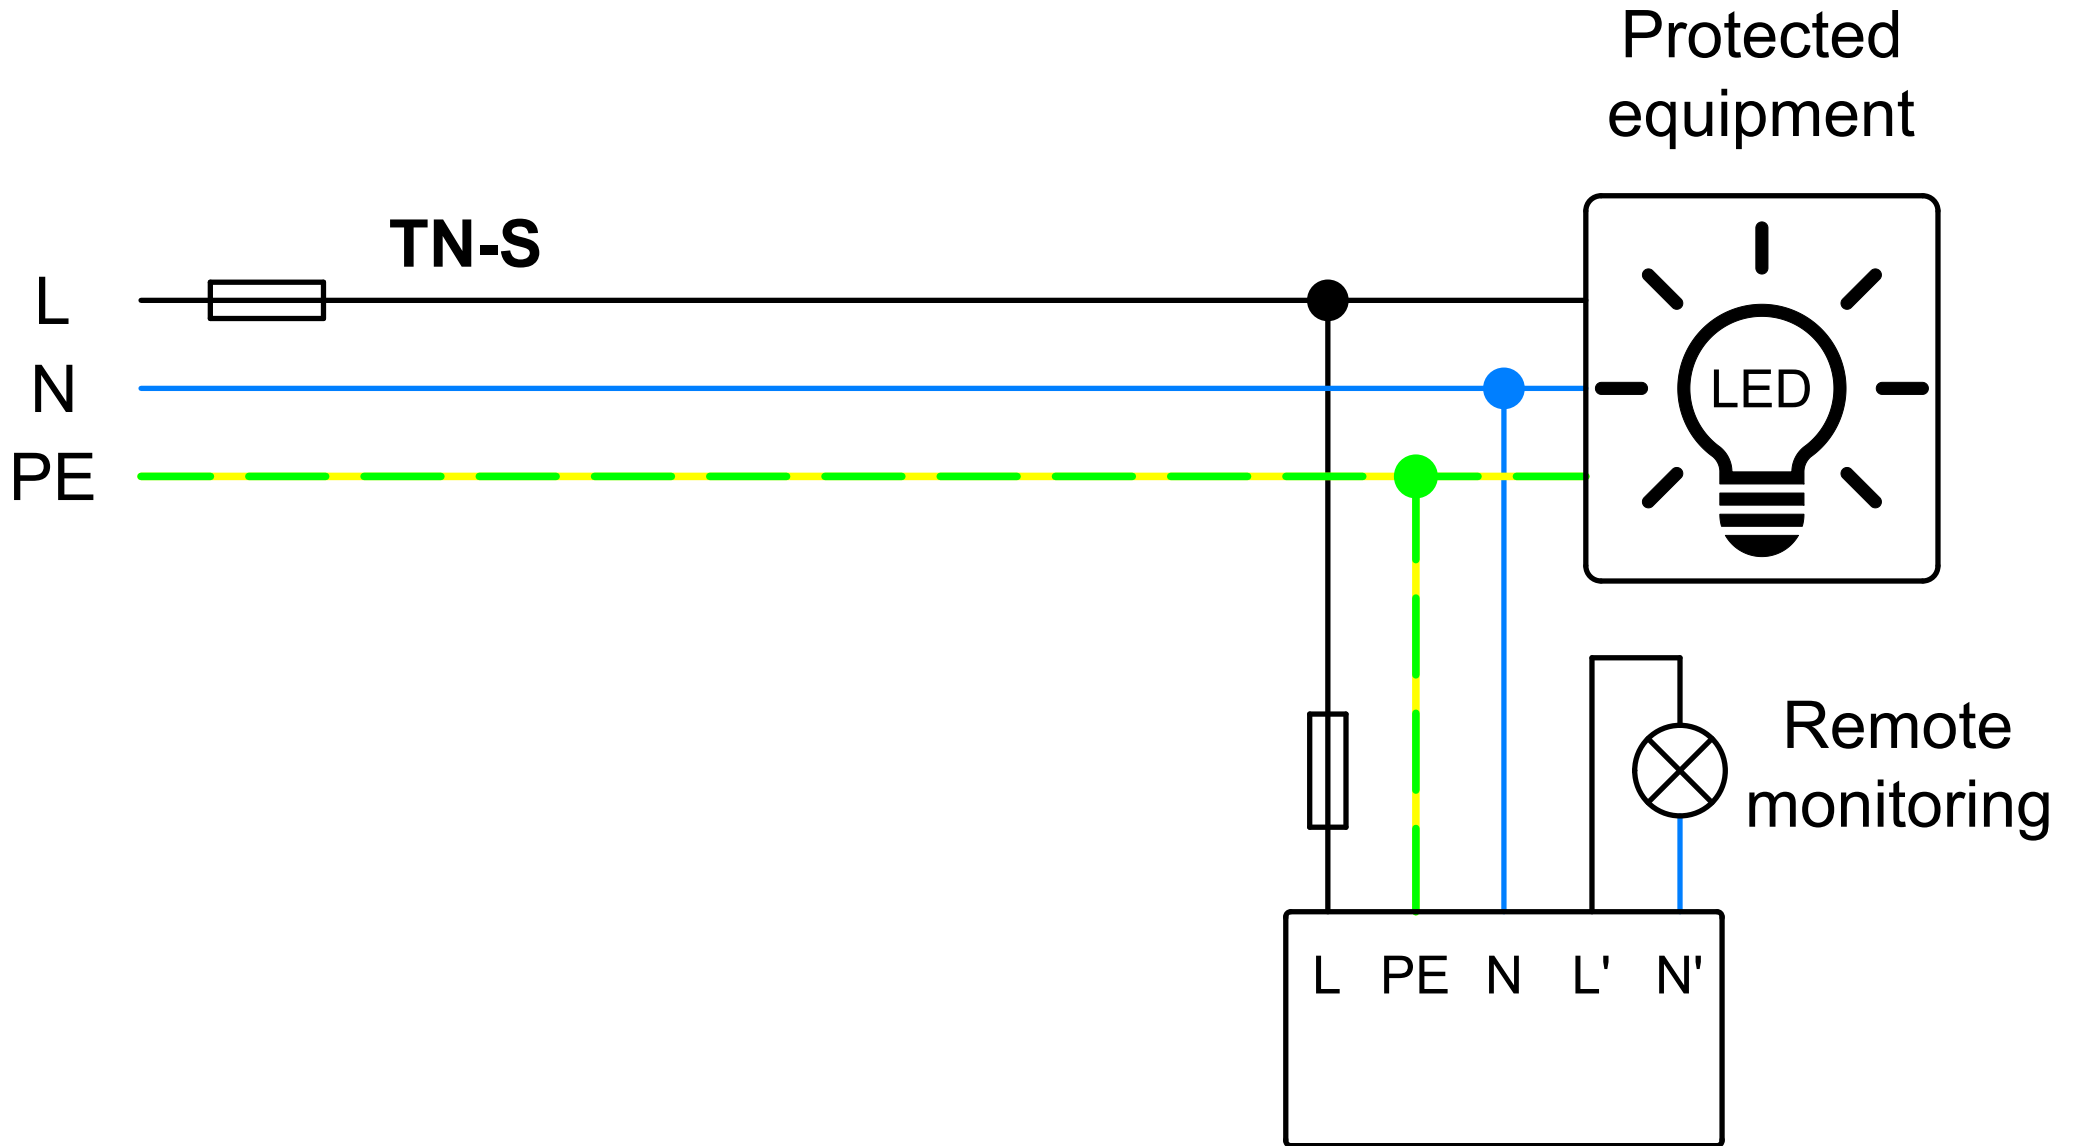 Protected
equipment
TN-S
L
N
LED
PE
Remote
monitoring
L PE N L' N'